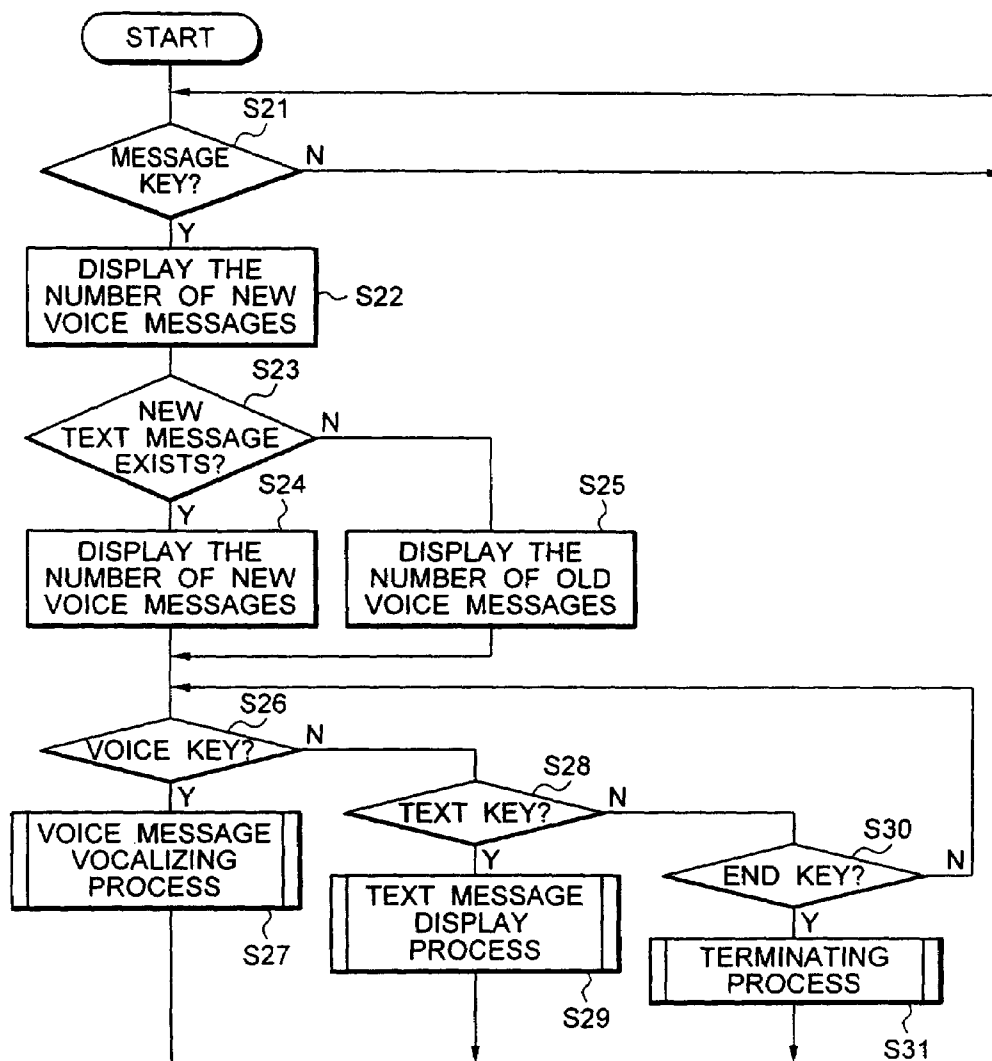 START
S21
MESSAGE
KEY?
N
Y
DISPLAY THE
NUMBER OF NEW
VOICE MESSAGES
S22
S23
NEW
TEXT MESSAGE
EXISTS?
N
Y
S24
DISPLAY THE
NUMBER OF NEW
VOICE MESSAGES
S25
DISPLAY THE
NUMBER OF OLD
VOICE MESSAGES
S26
VOICE KEY?
N
Y
VOICE MESSAGE
VOCALIZING
PROCESS
S27
S28
TEXT KEY?
N
Y
TEXT MESSAGE
DISPLAY
PROCESS
S29
S30
END KEY?
N
Y
TERMINATING
PROCESS
S31